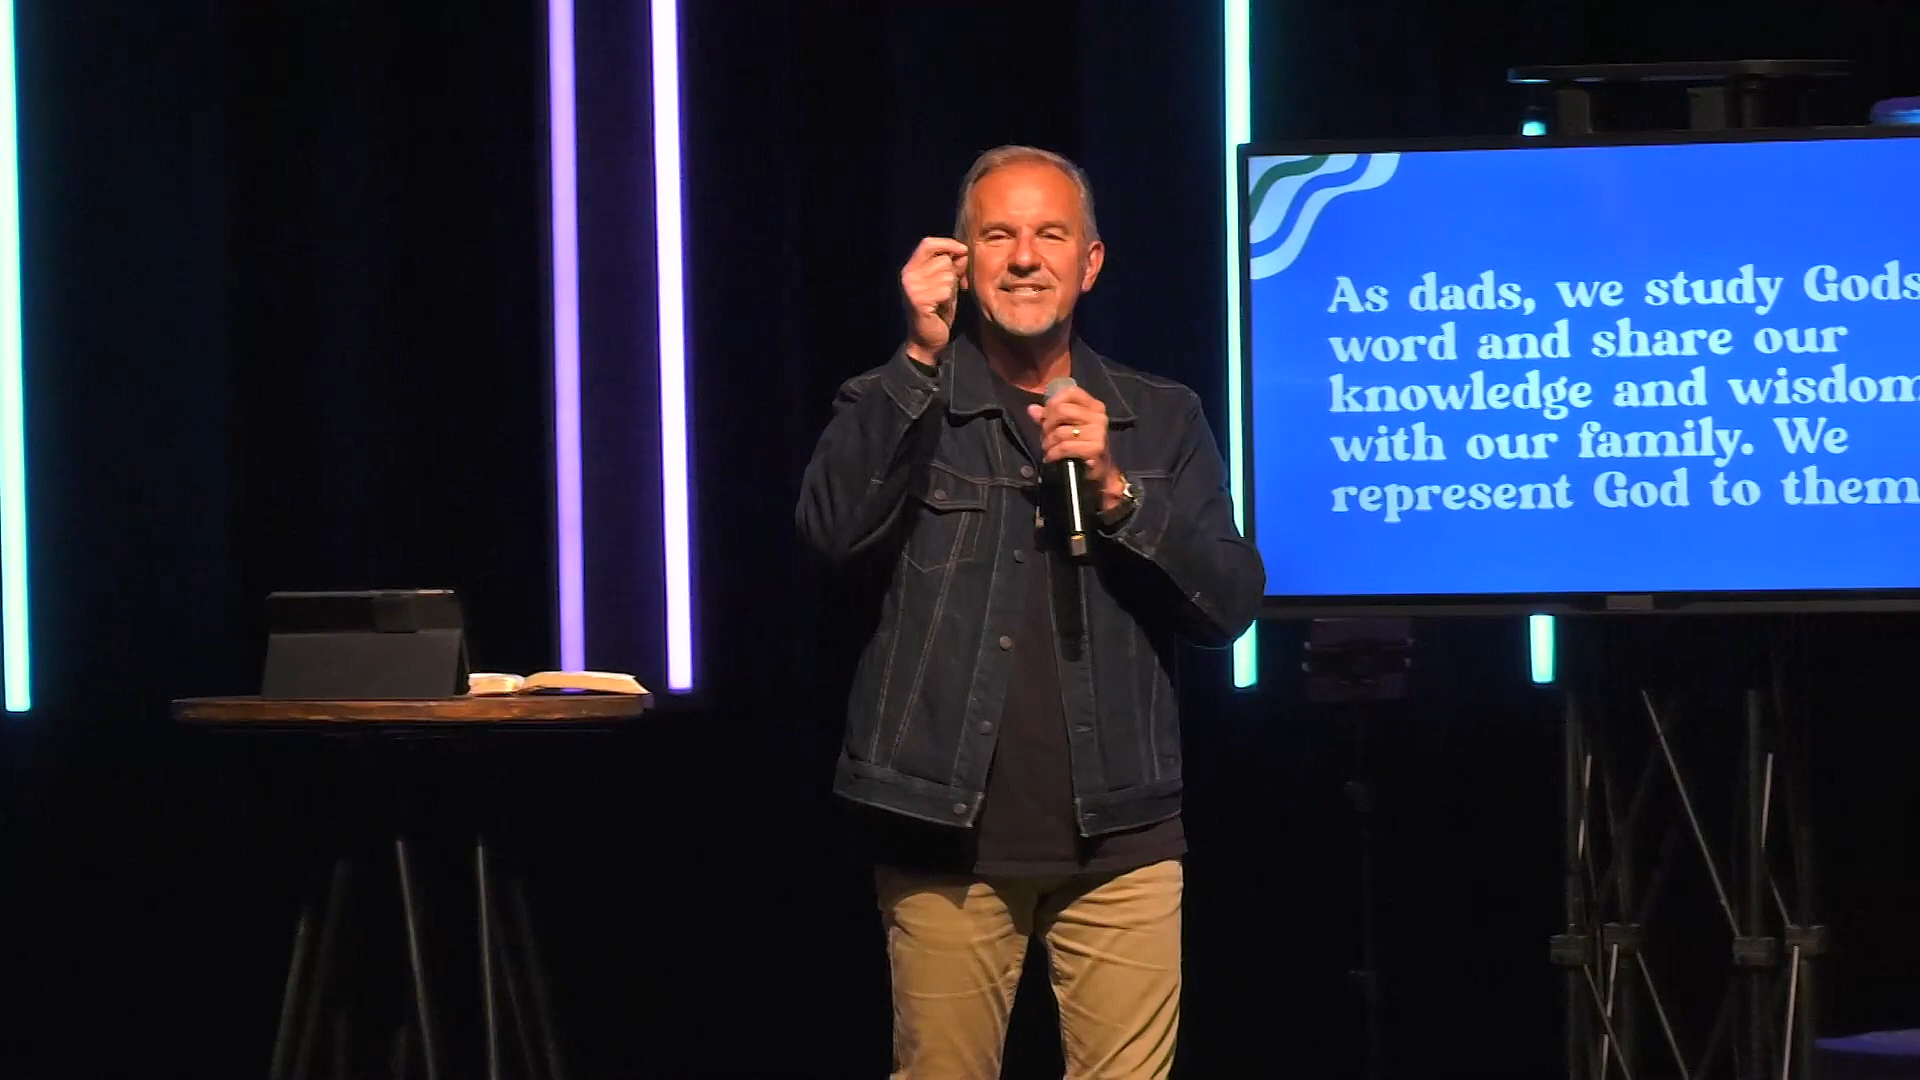 As dads, we study Gods
word and share our
knowledge and wisdom
with our family. We
represent God to them